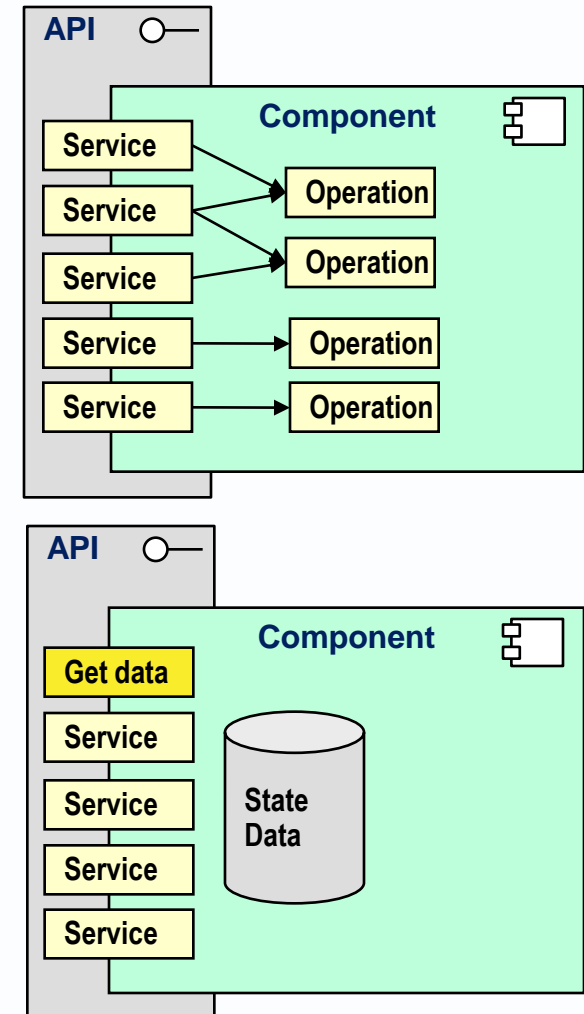 API
Component
Service
Operation
Service
Operation
Service
Service
Operation
Service
Operation
API
Component
Get data
Service
Service
State
Data
Service
Service